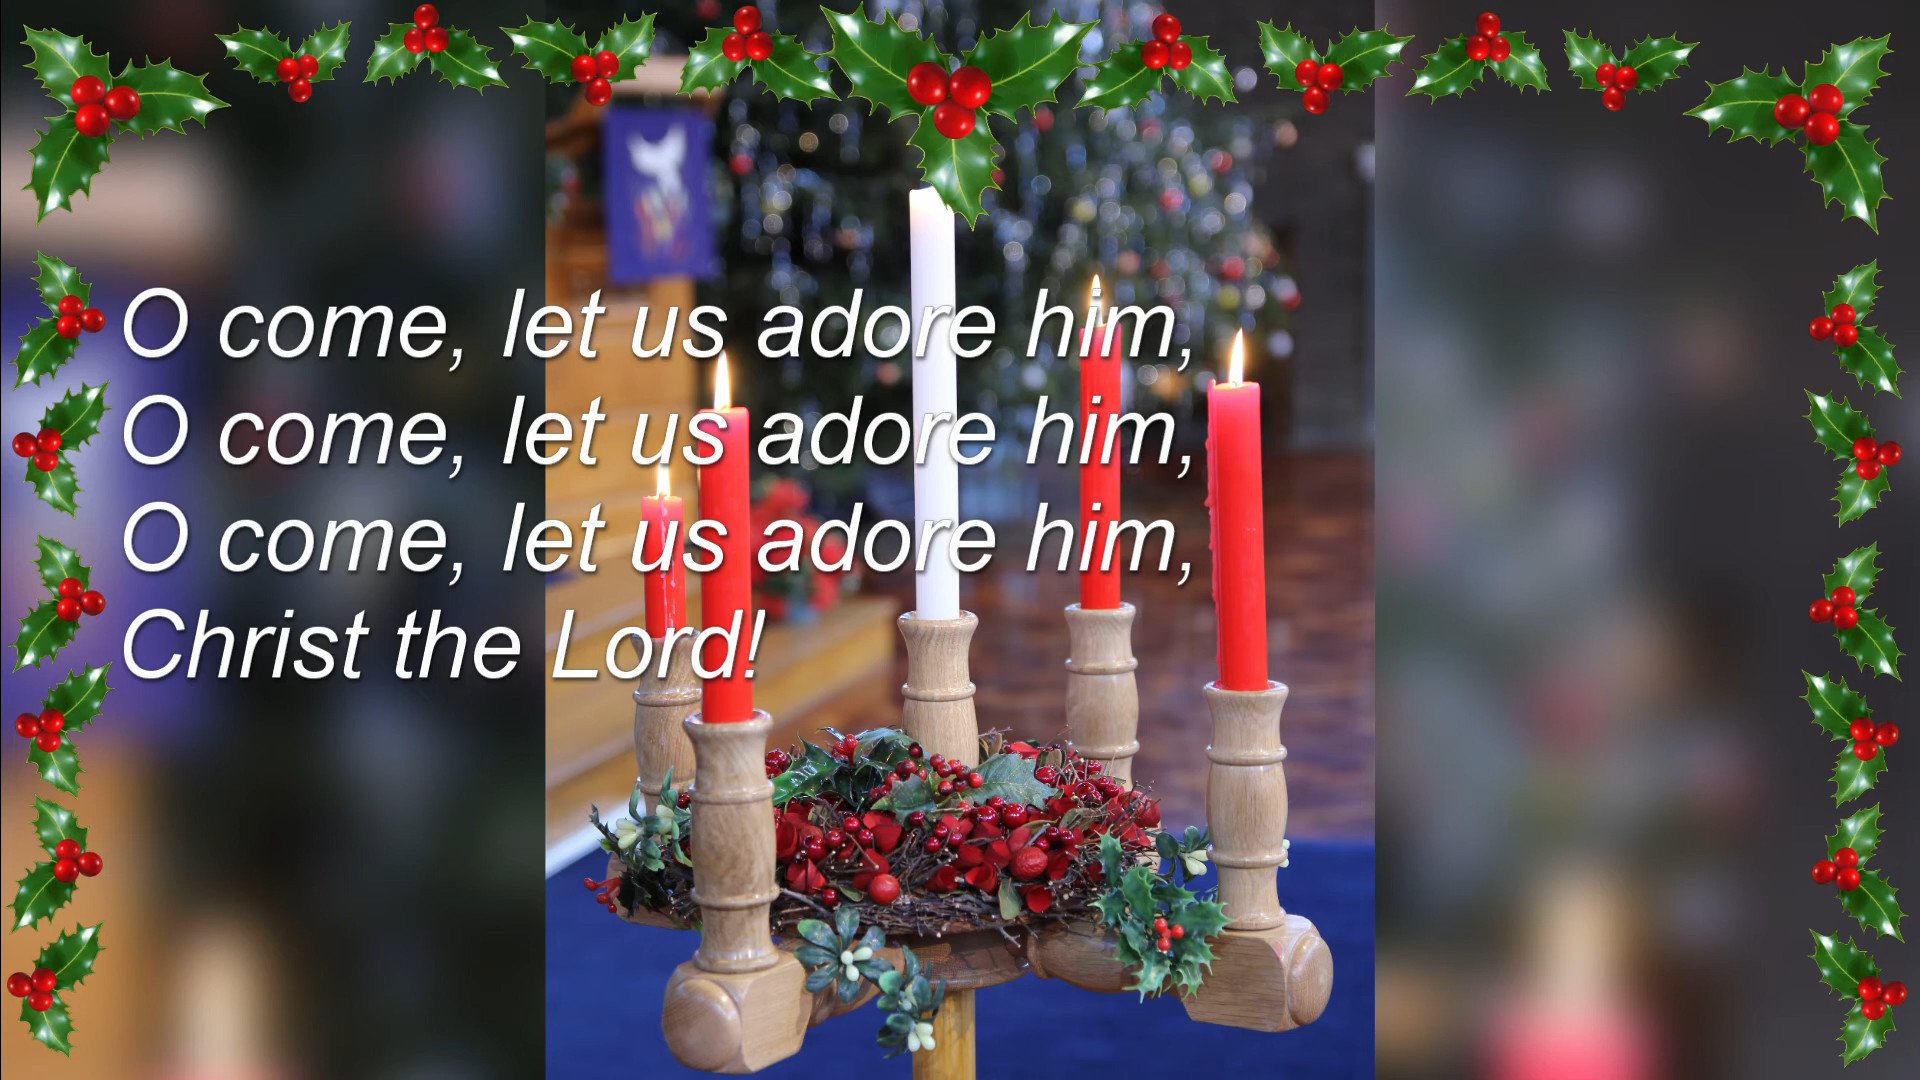 O come, let us adore him,
O come, let us adore him,
O come, let us adore him,
Christ the Lord!